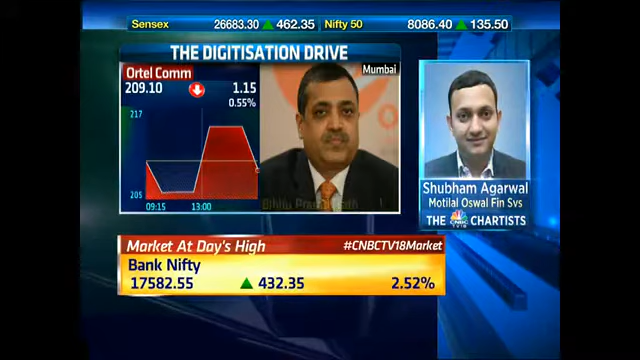 Sensex 26683.30 462.35 Nifty 50 8086.40 135.50
THE DIGITISATION DRIVE
Ortel Comm
209.10 1.15
0.55%
217
205
09:15 13:00
Mumbai
Shubham Agarwal
Motilal Oswal Fin Svs
THE CNBC TV18 CHARTISTS
Market At Day's High #CNBCTV18Market
Bank Nifty
17582.55 432.35 2.52%